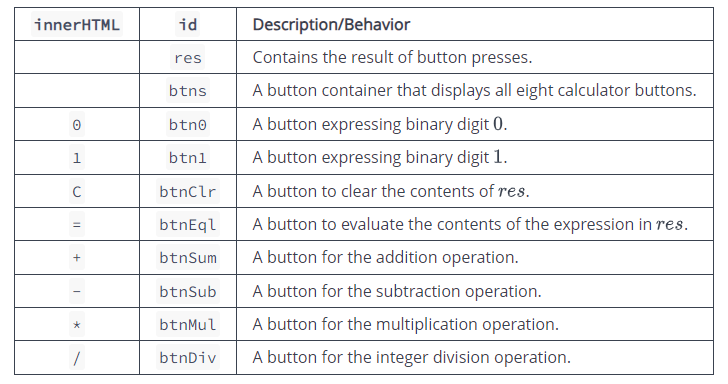 innerHTML id Description/Behavior
res Contains the result of button presses.
btns A button container that displays all eight calculator buttons.
0 btn0 A button expressing binary digit 0.
1 btn1 A button expressing binary digit 1.
C btnClr A button to clear the contents of res.
= btnEql A button to evaluate the contents of the expression in res.
+ btnSum A button for the addition operation.
- btnSub A button for the subtraction operation.
* btnMul A button for the multiplication operation.
/ btnDiv A button for the integer division operation.